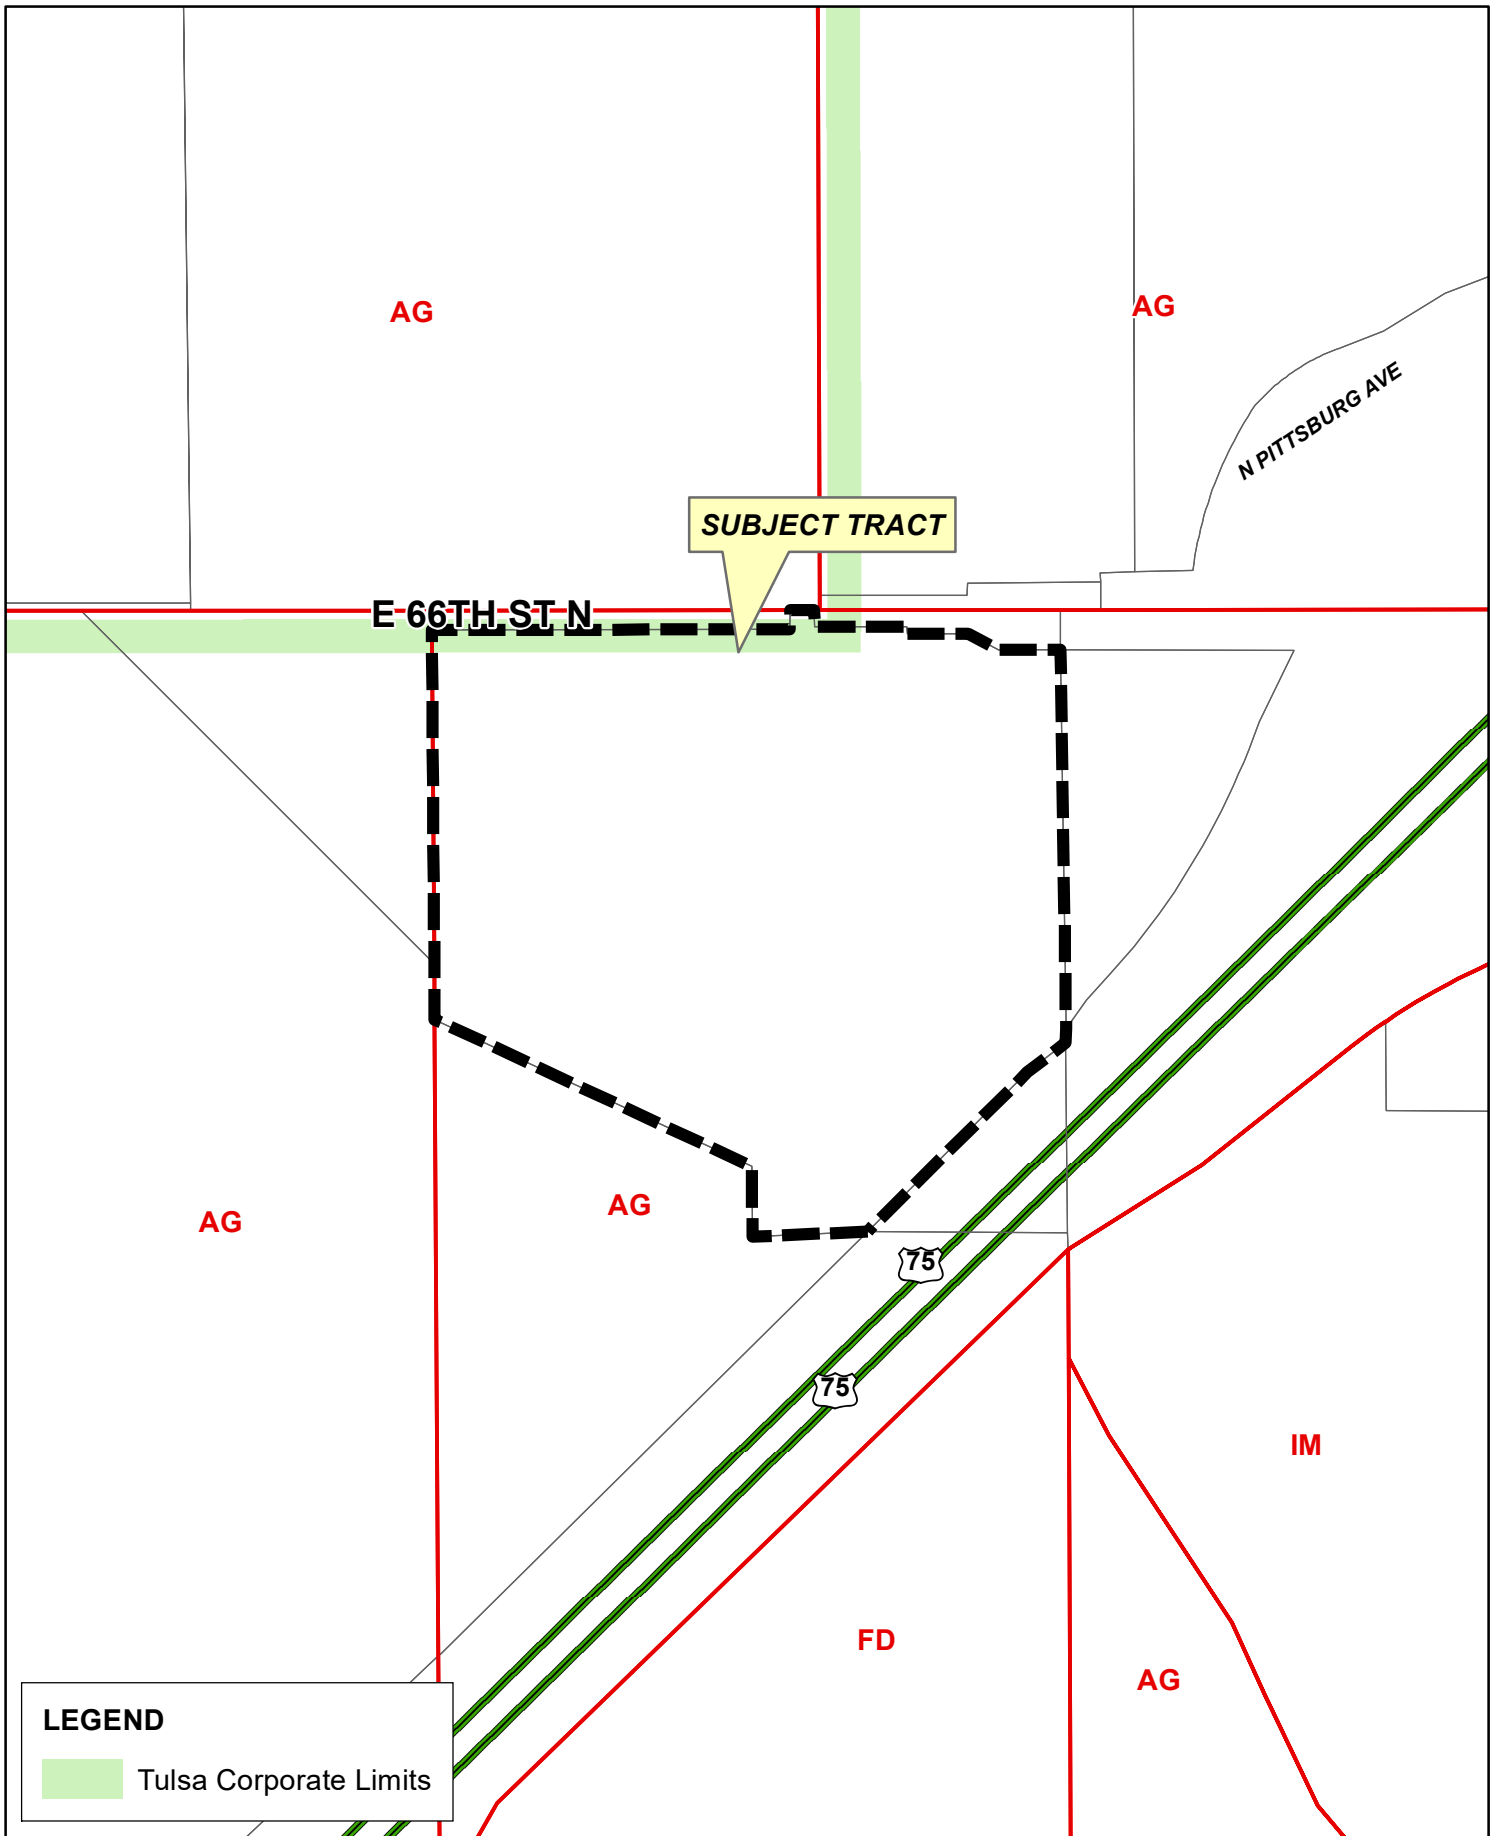 AG
AG
N PITTSBURG AVE
SUBJECT TRACT
E 66TH ST N
AG
AG
75
75
IM
FD
AG
LEGEND
Tulsa Corporate Limits